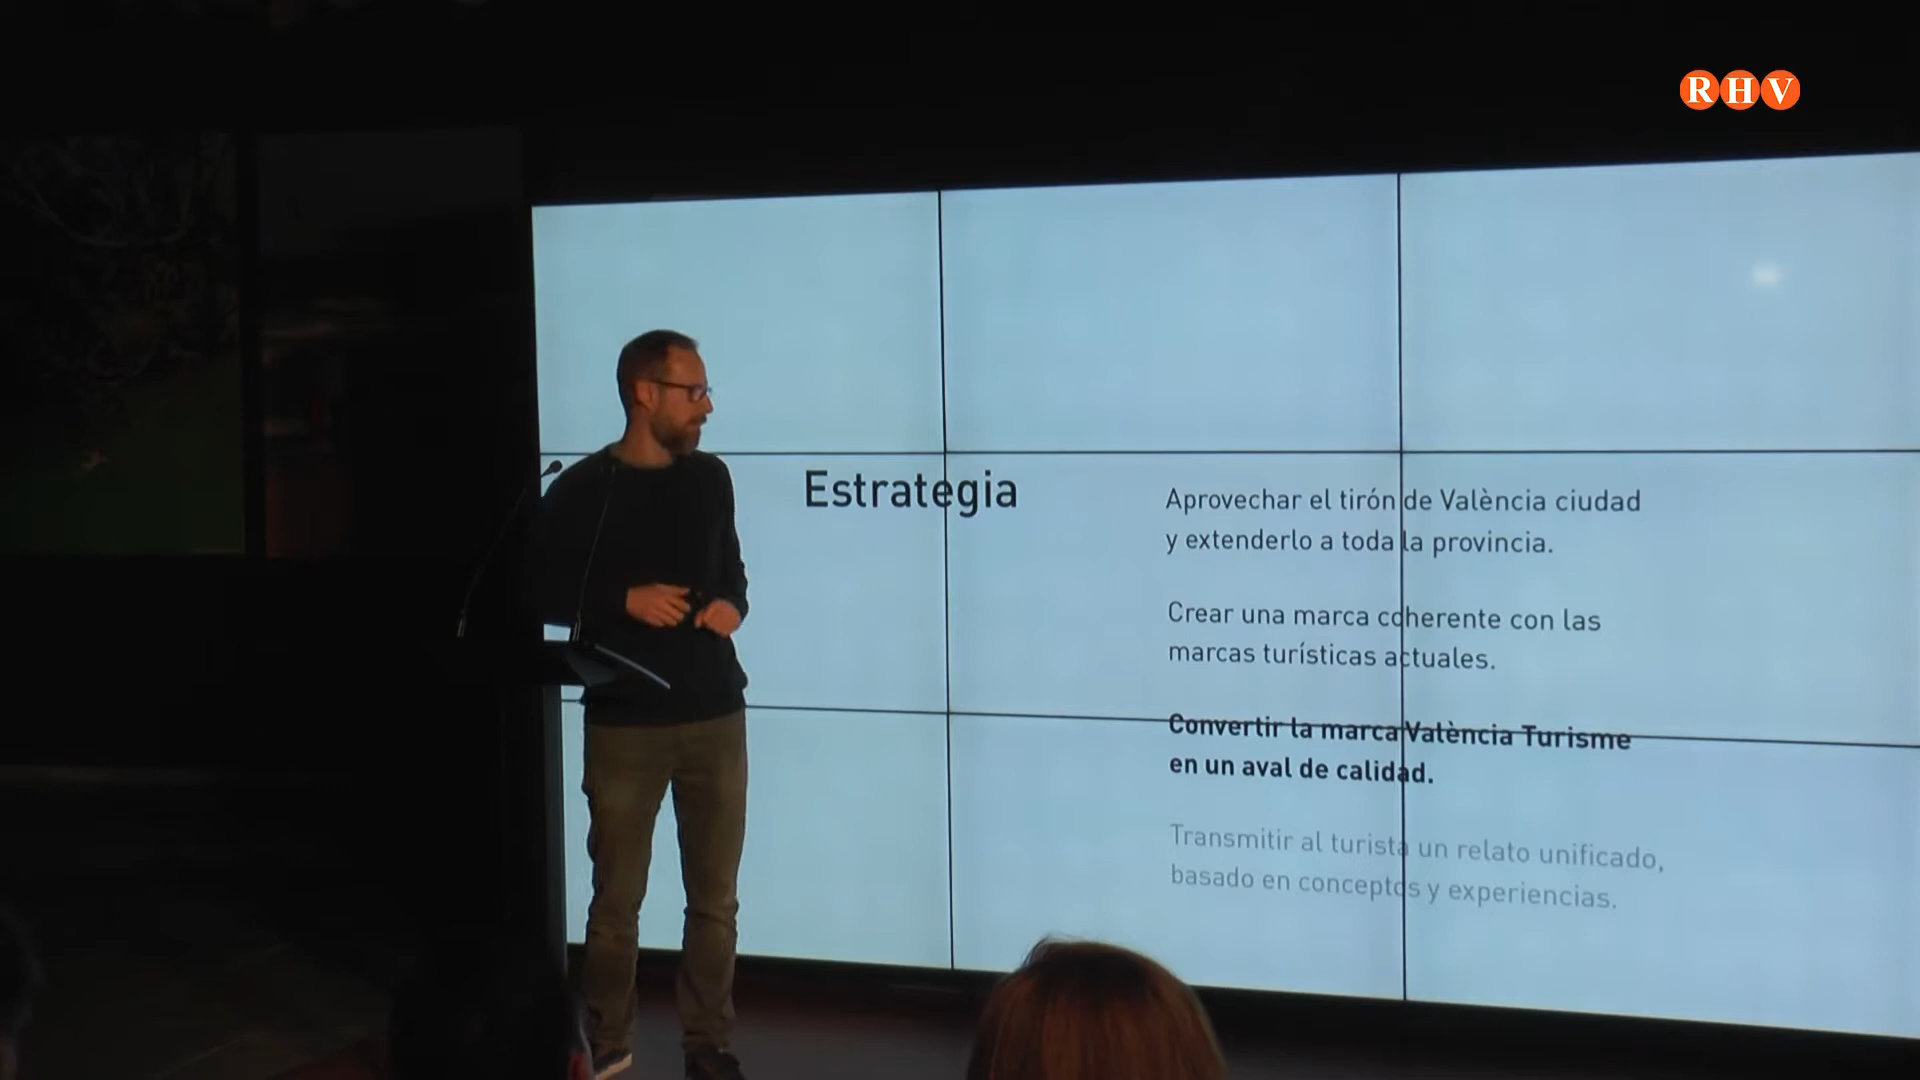 RHV
Estrategia
Aprovechar el tirón de València ciudad
y extenderlo a toda la provincia.
Crear una marca coherente con las
marcas turísticas actuales.
Convertir la marca València Turisme
en un aval de calidad.
Transmitir al turista un relato unificado,
basado en conceptos y experiencias.